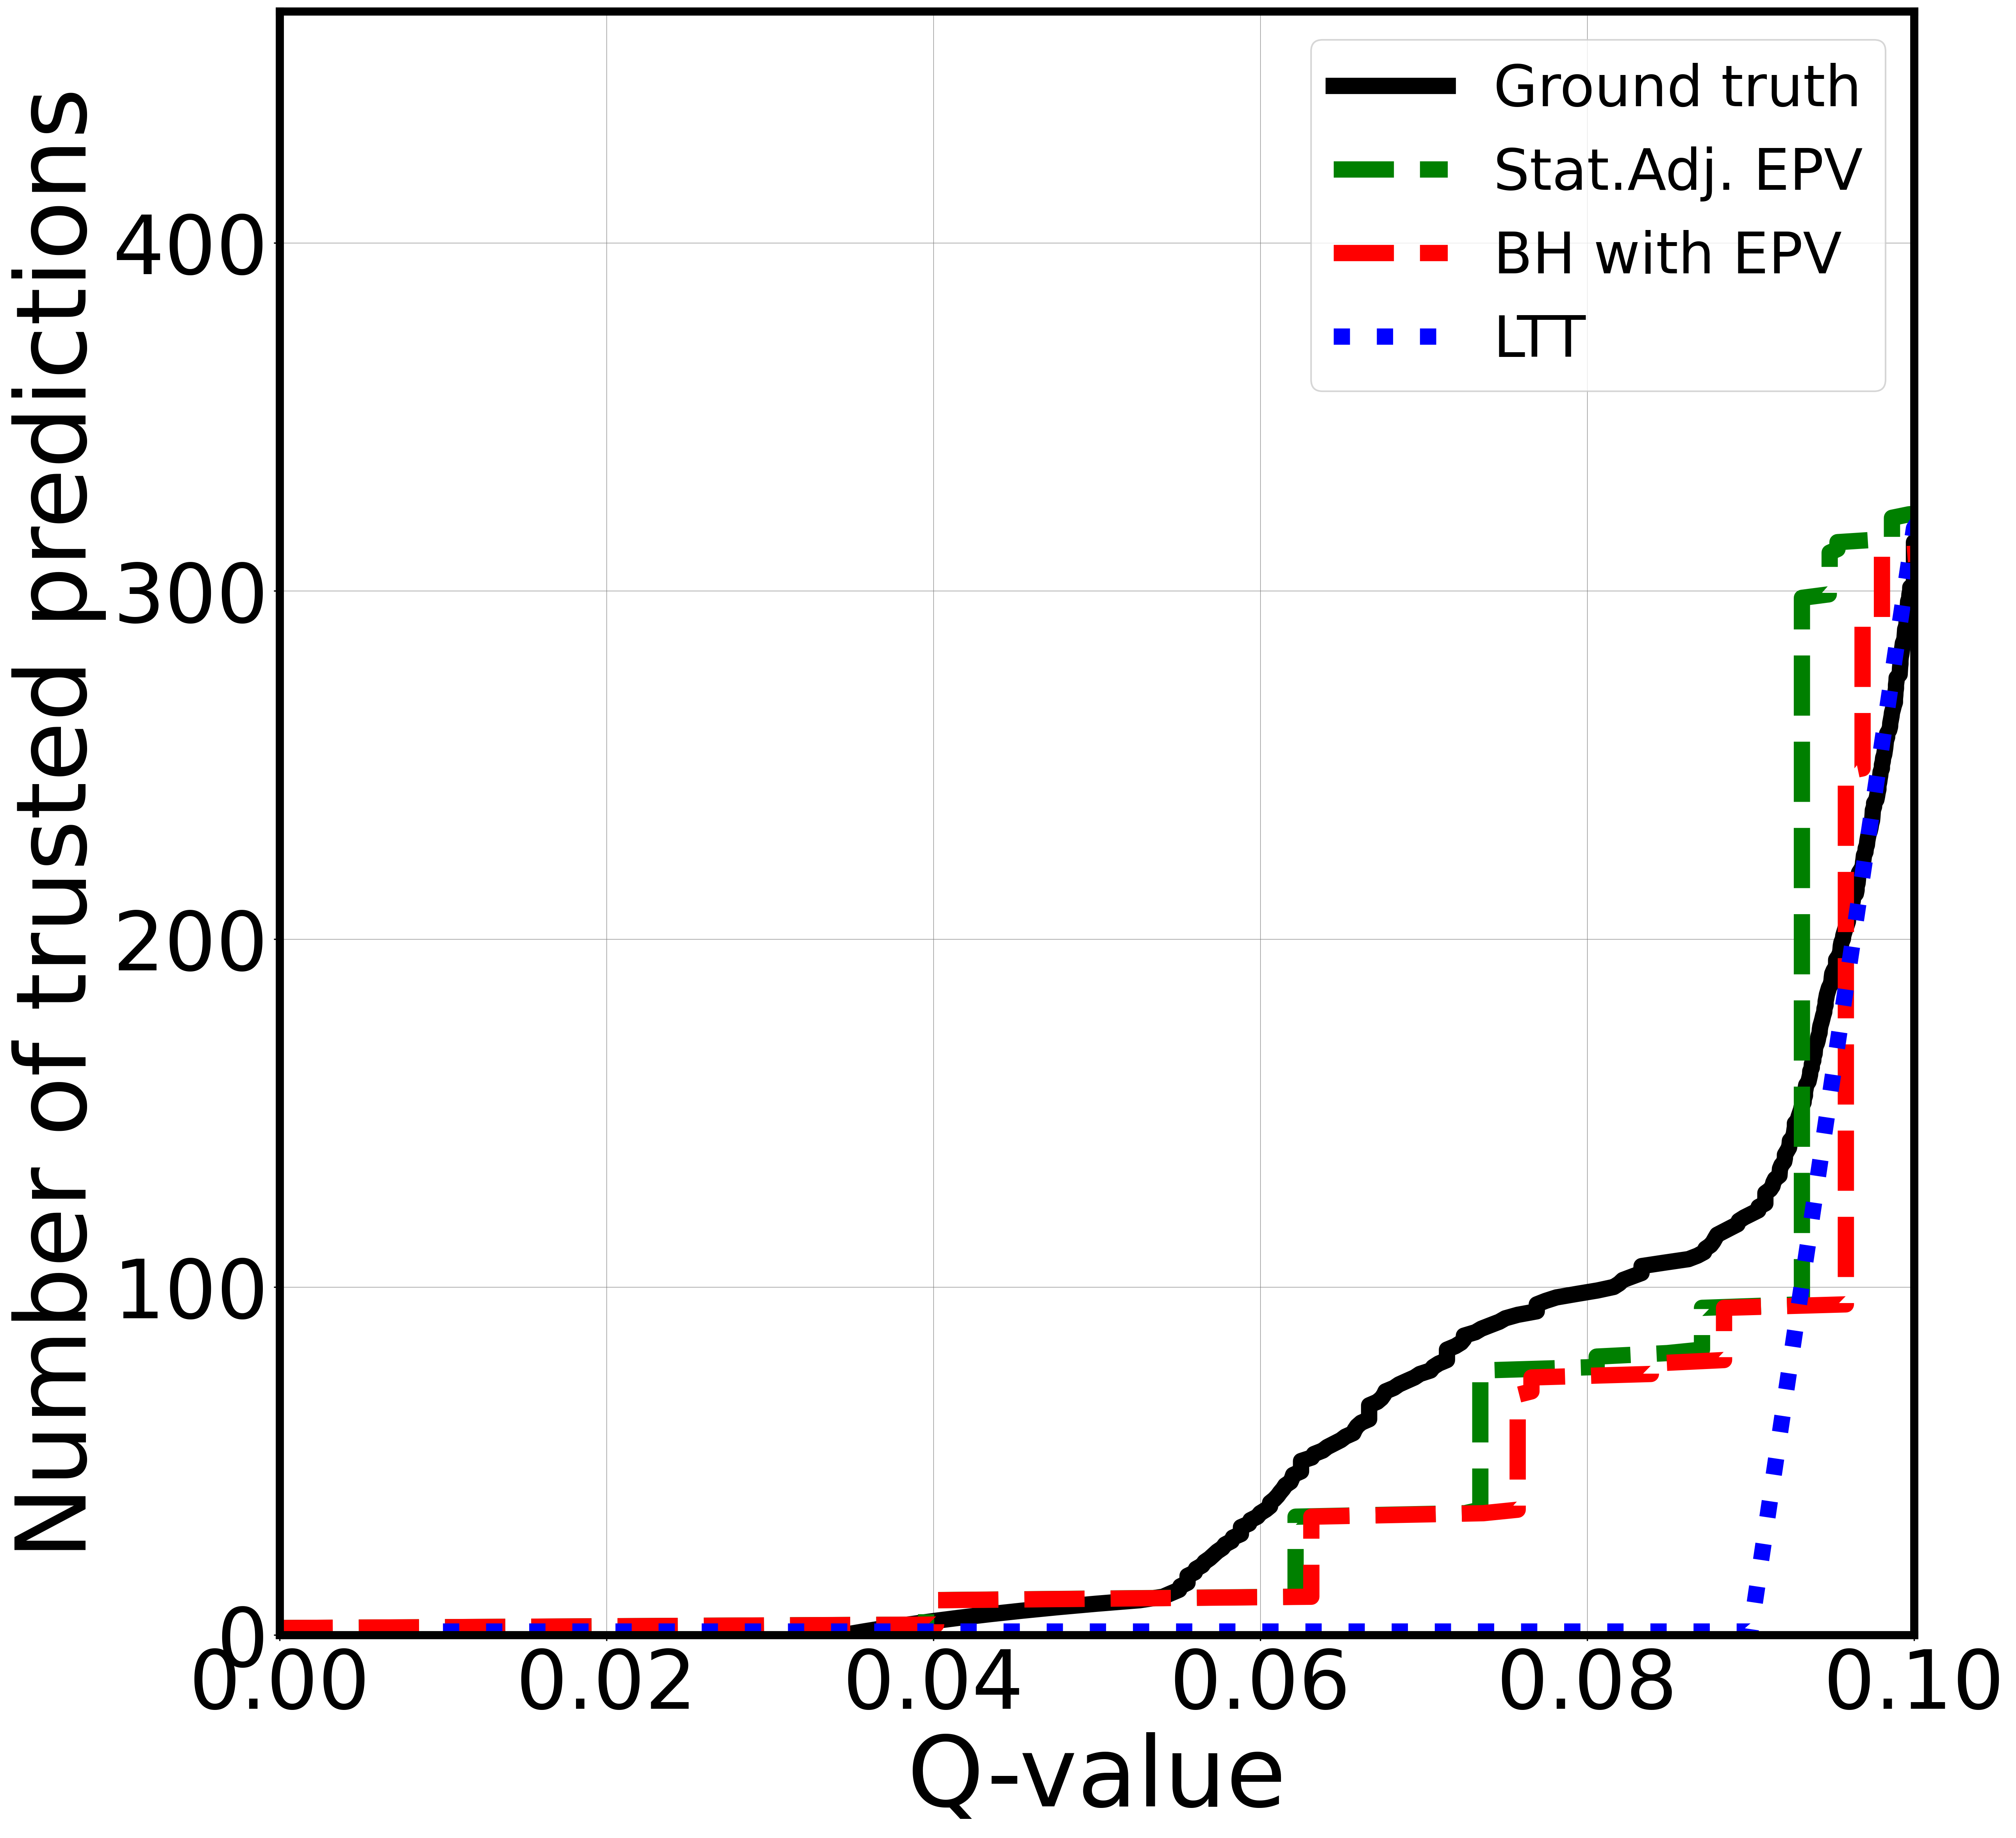 Number of trusted predictions
400
300
200
100
0
0.00 0.02 0.04 0.06 0.08 0.10
Q-value
Ground truth
Stat.Adj. EPV
BH with EPV
LTT